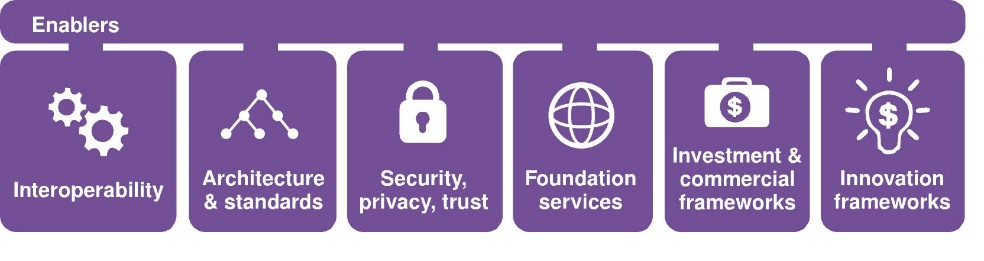 Enablers
Interoperability
Architecture
& standards
Security,
privacy, trust
Foundation
services
$
Investment &
commercial
frameworks
$
Innovation
frameworks